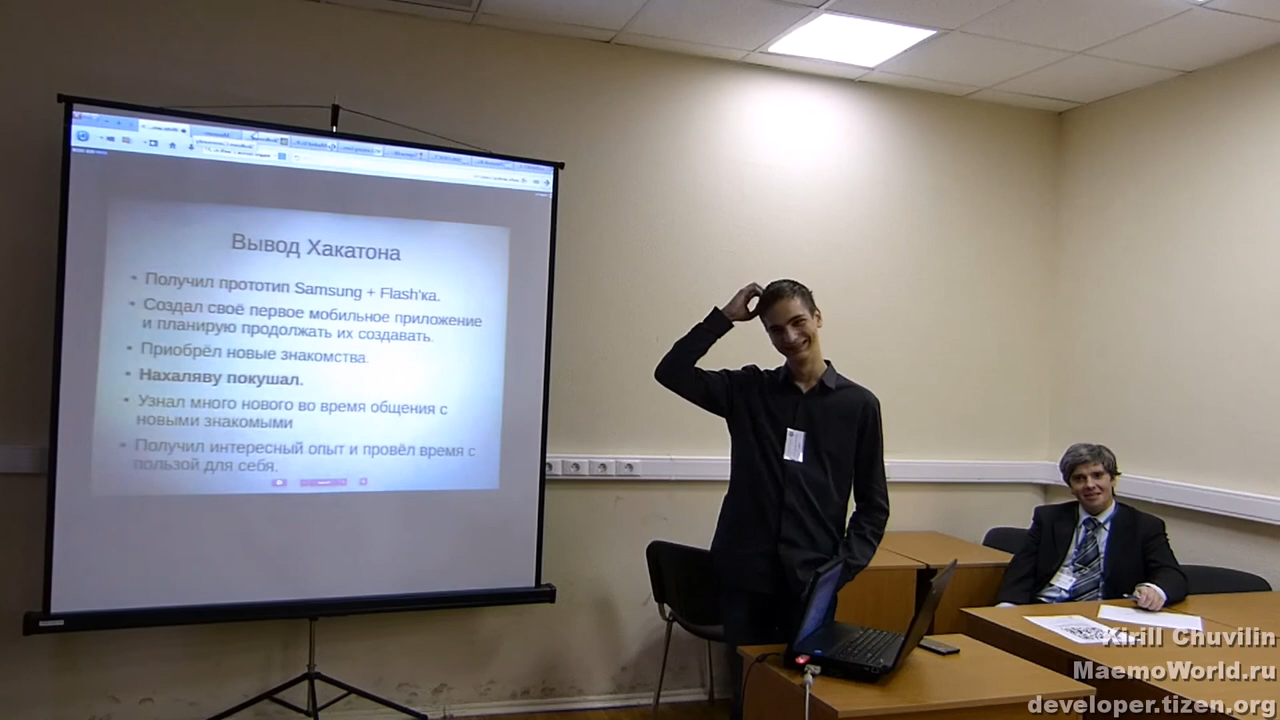 Вывод Хакатона
• Получил прототип Samsung + Flash'ка.
• Создал своё первое мобильное приложение
и планирую продолжать их создавать.
• Приобрёл новые знакомства.
• Нахаляву покушал.
• Узнал много нового во время общения с
новыми знакомыми
• Получил интересный опыт и провёл время с
пользой для себя.
Kirill Chuvilin
MaemoWorld.ru
developer.tizen.org